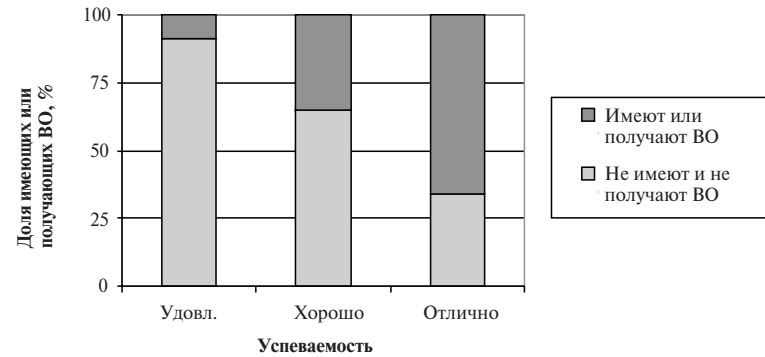 Доля имеющих или
получающих ВО, %
100
75
50
25
0
Удовл.
Хорошо
Отлично
Успеваемость
Имеют или
получают ВО
Не имеют и не
получают ВО